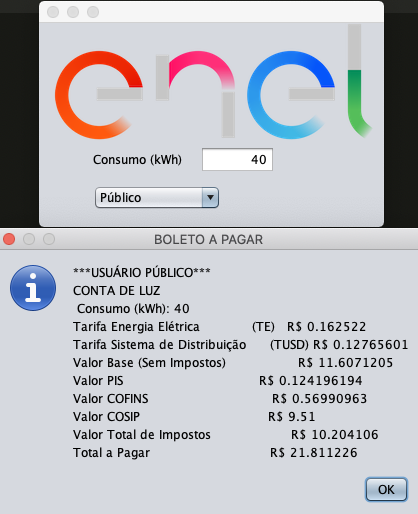 enel
Consumo (kWh) 40
Público
BOLETO A PAGAR
***USUÁRIO PÚBLICO***
CONTA DE LUZ
Consumo (kWh): 40
Tarifa Energia Elétrica (TE) R$ 0.162522
Tarifa Sistema de Distribuição (TUSD) R$ 0.12765601
Valor Base (Sem Impostos) R$ 11.6071205
Valor PIS R$ 0.124196194
Valor COFINS R$ 0.56990963
Valor COSIP R$ 9.51
Valor Total de Impostos R$ 10.204106
Total a Pagar R$ 21.811226
OK